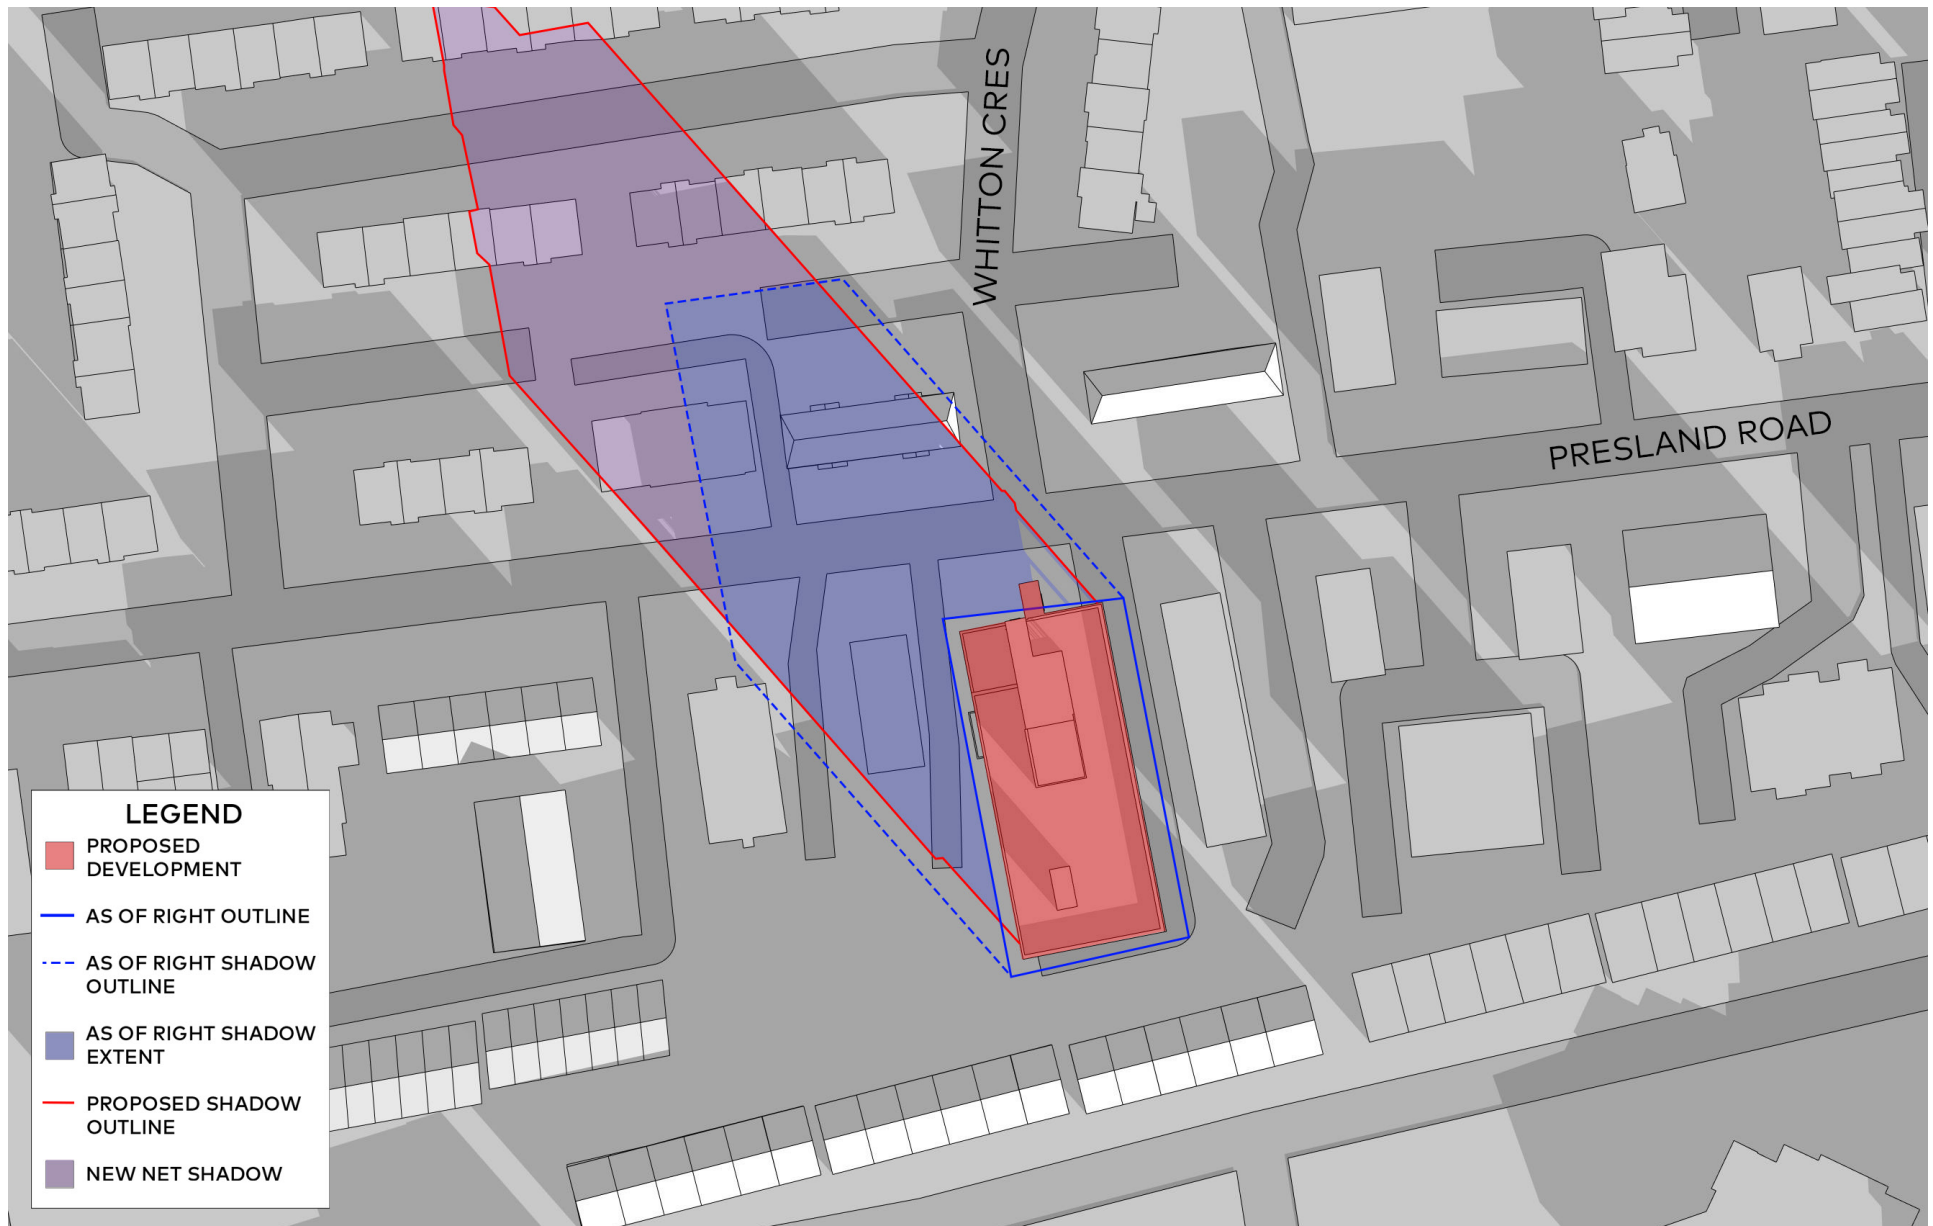 WHITTON CRES
PRESLAND ROAD
LEGEND
PROPOSED
DEVELOPMENT
AS OF RIGHT OUTLINE
AS OF RIGHT SHADOW
OUTLINE
AS OF RIGHT SHADOW
EXTENT
PROPOSED SHADOW
OUTLINE
NEW NET SHADOW